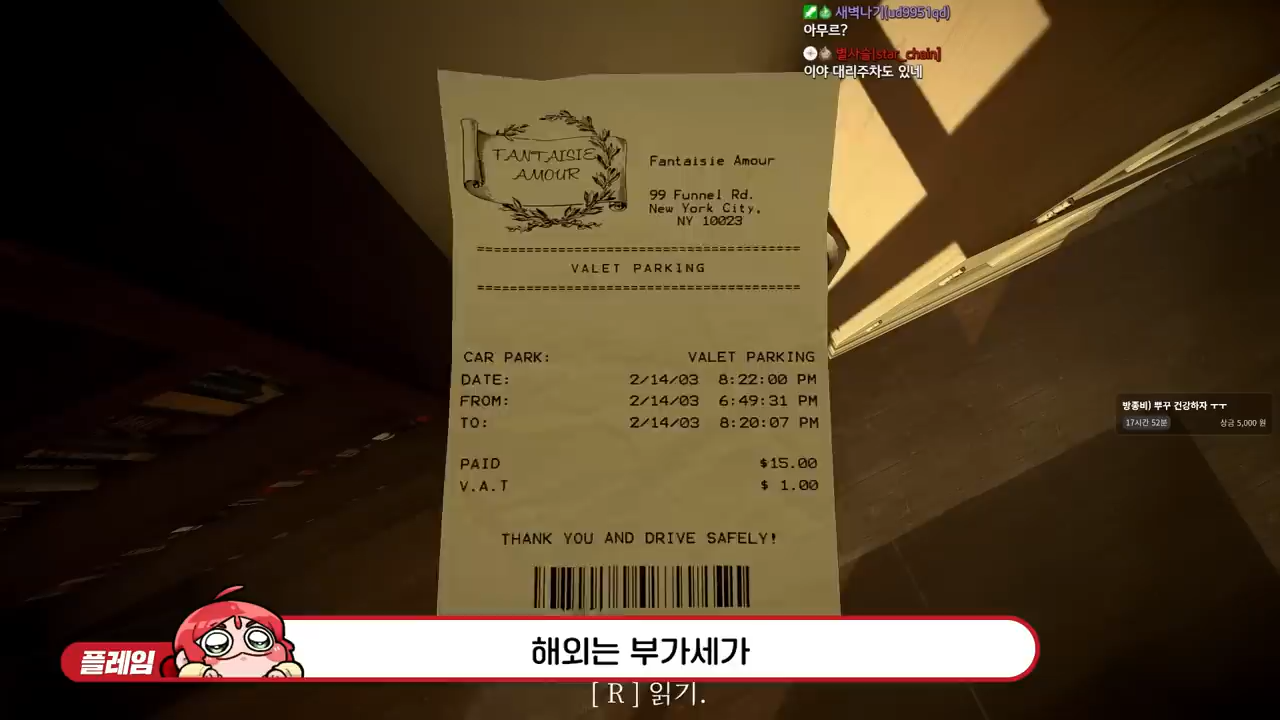 새벽나기(ud9951qd)
아무르?
별사슬[star_chain]
이야 대리주차도 있네
FANTAISIE
AMOUR
Fantaisie Amour
99 Funnel Rd.
New York City,
NY 10023
================================================
VALET PARKING
================================================
CAR PARK: VALET PARKING
DATE: 2/14/03 8:22:00 PM
FROM: 2/14/03 6:49:31 PM
TO: 2/14/03 8:20:07 PM
PAID $15.00
V.A.T $ 1.00
THANK YOU AND DRIVE SAFELY!
방종비) 뿌꾸 건강하자 ㅜㅜ
17시간 52분 상금 5,000 원
플레임
해외는 부가세가
[ R ] 읽기.